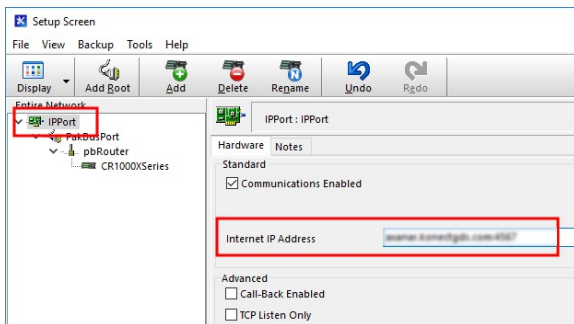 Setup Screen
File View Backup Tools Help
Display Add Root Add Delete Rename Undo Redo
Entire Network
IPPort
PakBusPort
pbRouter
CR1000XSeries
IPPort : IPPort
Hardware Notes
Standard
Communications Enabled
Internet IP Address
Advanced
Call-Back Enabled
TCP Listen Only